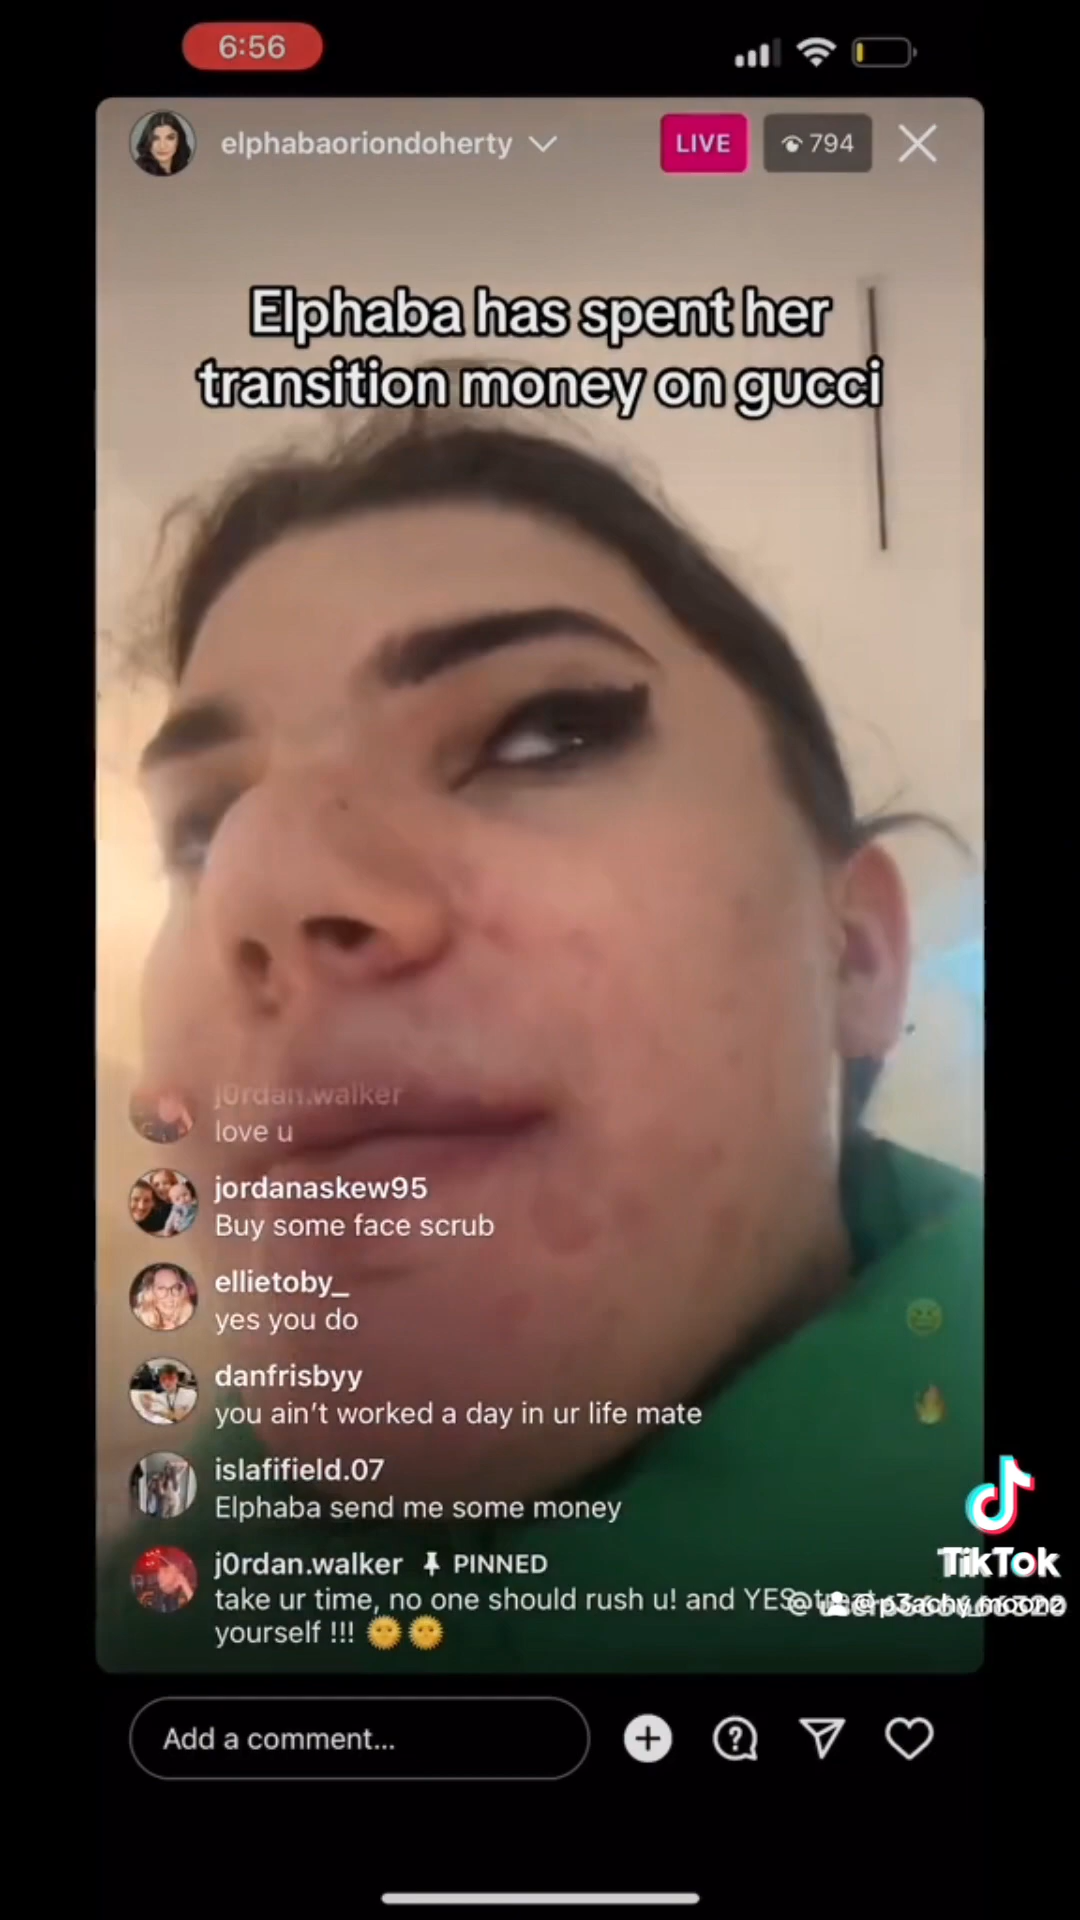 6:56
elphabaoriondoherty
LIVE
794
Elphaba has spent her
transition money on gucci
j0rdan.walker
love u
jordanaskew95
Buy some face scrub
ellietoby_
yes you do
danfrisbyy
you ain't worked a day in ur life mate
islafifield.07
Elphaba send me some money
j0rdan.walker PINNED
take ur time, no one should rush u! and YES treat
yourself !!! 🌞🌞
TikTok
Add a comment...